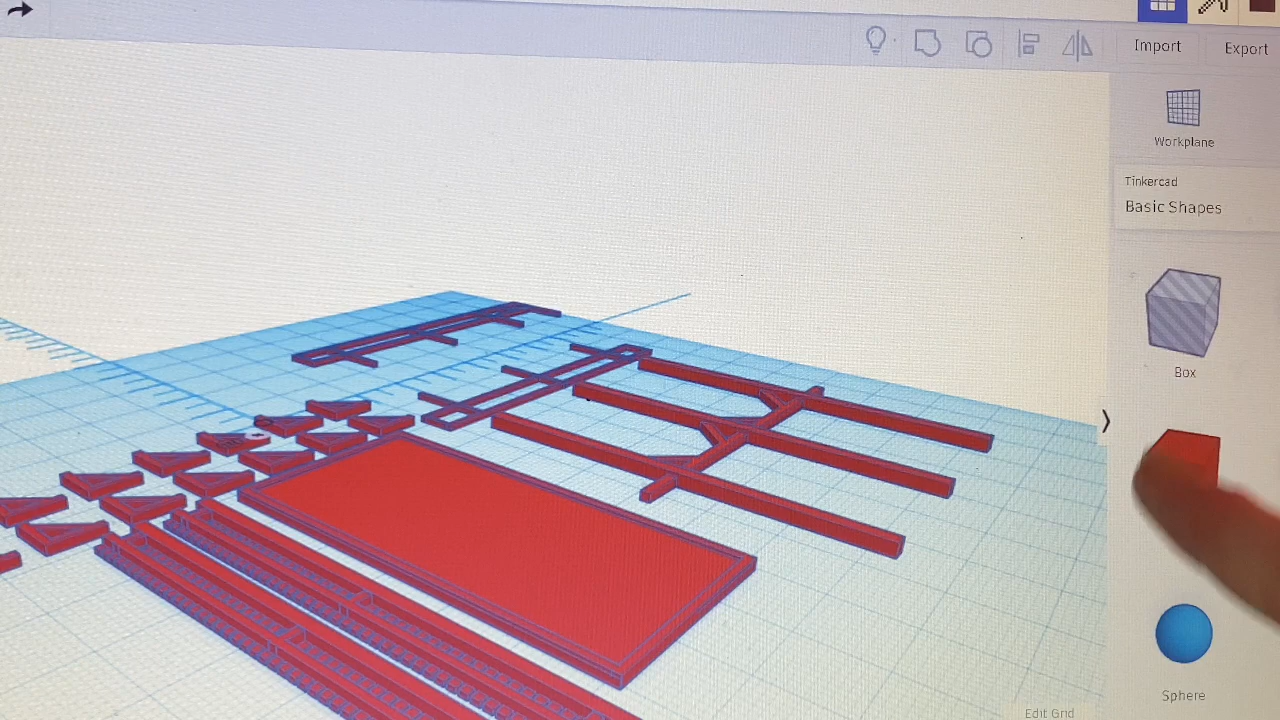 Import
Export
Workplane
Tinkercad
Basic Shapes
Box
Sphere
Edit Grid